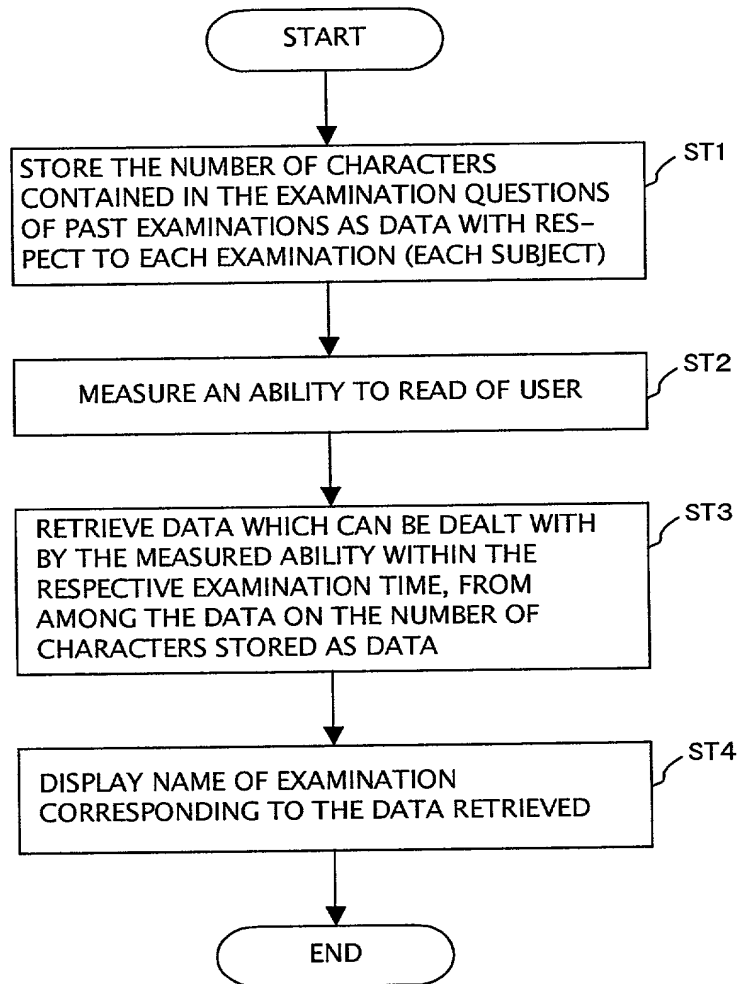 START
STORE THE NUMBER OF CHARACTERS
CONTAINED IN THE EXAMINATION QUESTIONS
OF PAST EXAMINATIONS AS DATA WITH RES-
PECT TO EACH EXAMINATION (EACH SUBJECT)
ST1
MEASURE AN ABILITY TO READ OF USER
ST2
RETRIEVE DATA WHICH CAN BE DEALT WITH
BY THE MEASURED ABILITY WITHIN THE
RESPECTIVE EXAMINATION TIME, FROM
AMONG THE DATA ON THE NUMBER OF
CHARACTERS STORED AS DATA
ST3
DISPLAY NAME OF EXAMINATION
CORRESPONDING TO THE DATA RETRIEVED
ST4
END